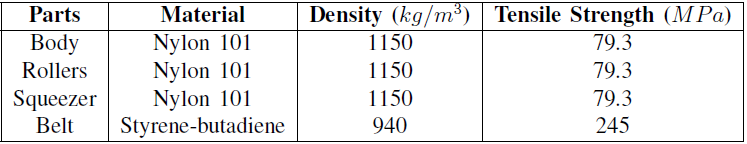 Parts Material Density (kg/m³) Tensile Strength (MPa)
Body Nylon 101 1150 79.3
Rollers Nylon 101 1150 79.3
Squeezer Nylon 101 1150 79.3
Belt Styrene-butadiene 940 245